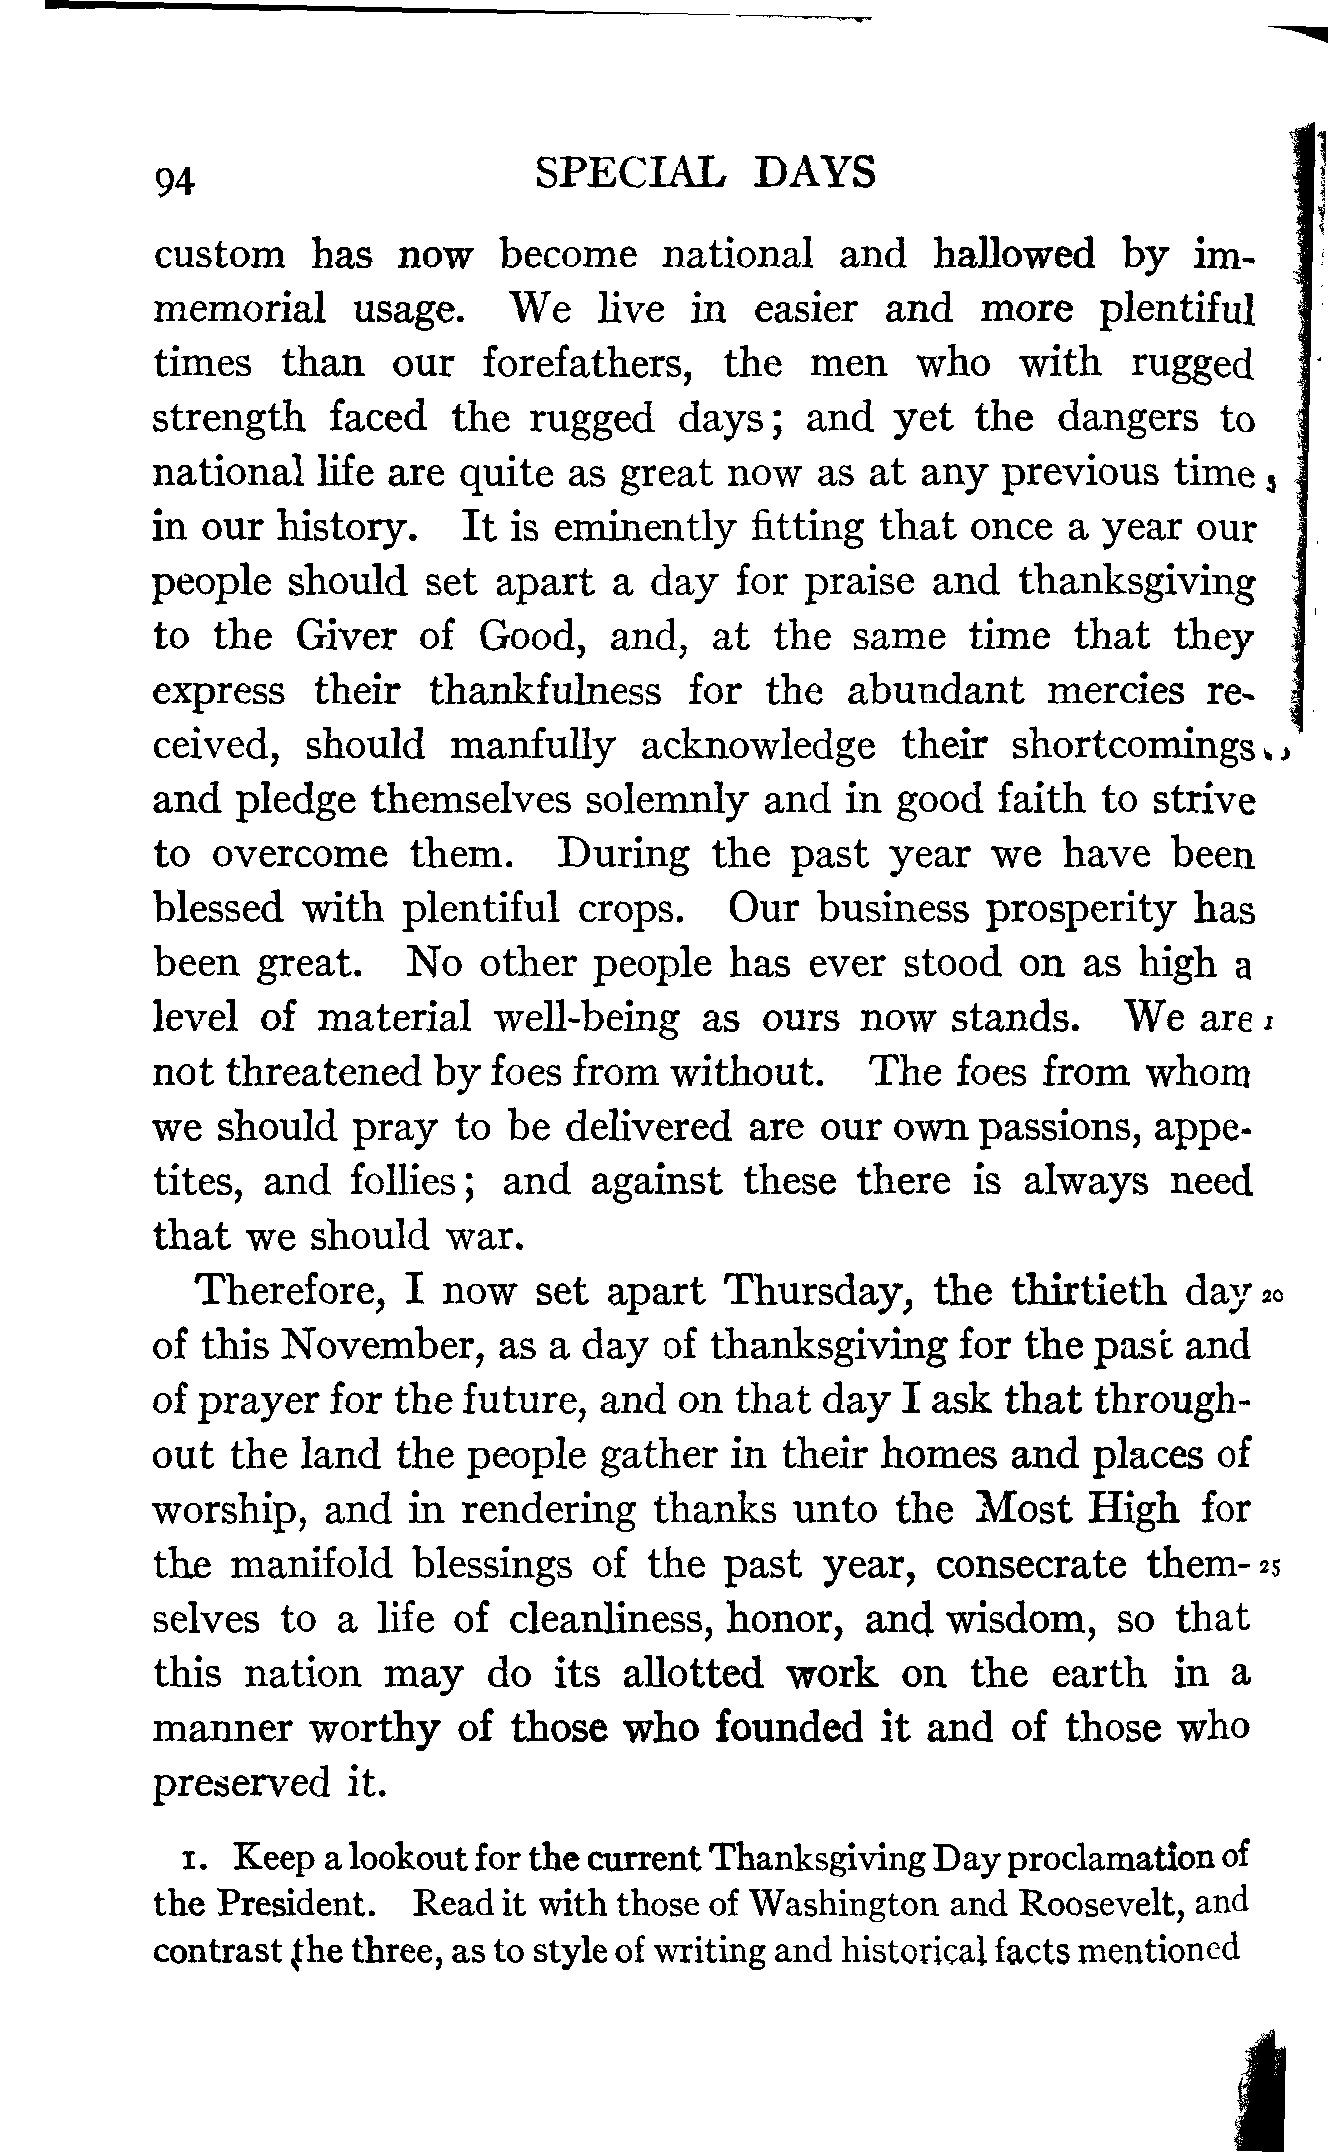 94 SPECIAL DAYS
custom has now become national and hallowed by im-
memorial usage. We live in easier and more plentiful
times than our forefathers, the men who with rugged
strength faced the rugged days; and yet the dangers to
national life are quite as great now as at any previous time 5
in our history. It is eminently fitting that once a year our
people should set apart a day for praise and thanksgiving
to the Giver of Good, and, at the same time that they
express their thankfulness for the abundant mercies re-
ceived, should manfully acknowledge their shortcomings
and pledge themselves solemnly and in good faith to strive
to overcome them. During the past year we have been
blessed with plentiful crops. Our business prosperity has
been great. No other people has ever stood on as high a
level of material well-being as ours now stands. We are 1
not threatened by foes from without. The foes from whom
we should pray to be delivered are our own passions, appe-
tites, and follies; and against these there is always need
that we should war.
Therefore, I now set apart Thursday, the thirtieth day 20
of this November, as a day of thanksgiving for the past and
of prayer for the future, and on that day I ask that through-
out the land the people gather in their homes and places of
worship, and in rendering thanks unto the Most High for
the manifold blessings of the past year, consecrate them- 25
selves to a life of cleanliness, honor, and wisdom, so that
this nation may do its allotted work on the earth in a
manner worthy of those who founded it and of those who
preserved it.
1. Keep a lookout for the current Thanksgiving Day proclamation of
the President. Read it with those of Washington and Roosevelt, and
contrast the three, as to style of writing and historical facts mentioned